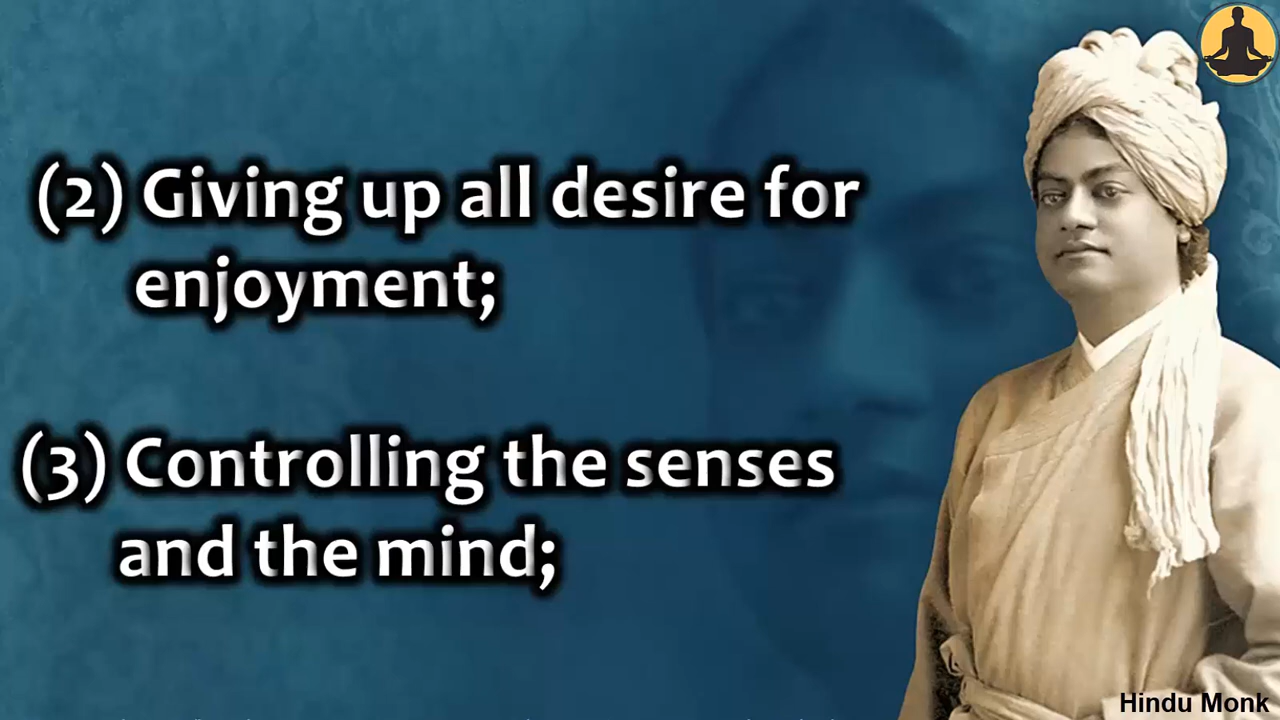 (2) Giving up all desire for
enjoyment;
(3) Controlling the senses
and the mind;
Hindu Monk